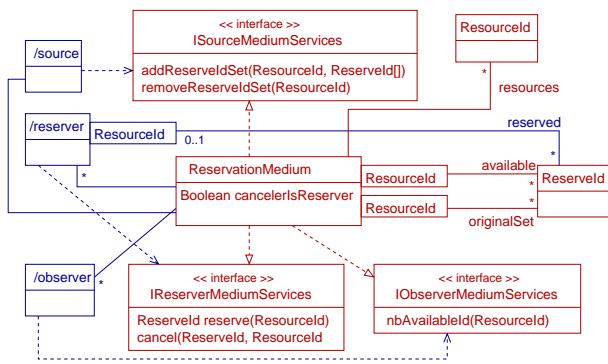 << interface >>
ISourceMediumServices
addReserveIdSet(ResourceId, ReserveId[])
removeReserveIdSet(ResourceId)
/source
ResourceId
*
resources
/reserver
ResourceId
0..1
reserved
*
*
ReservationMedium
Boolean cancelerIsReserver
ResourceId
available
*
ResourceId
*
originalSet
ReserveId
/observer
*
<< interface >>
IReserverMediumServices
ReserveId reserve(ResourceId)
cancel(ReserveId, ResourceId
<< interface >>
IObserverMediumServices
nbAvailableId(ResourceId)